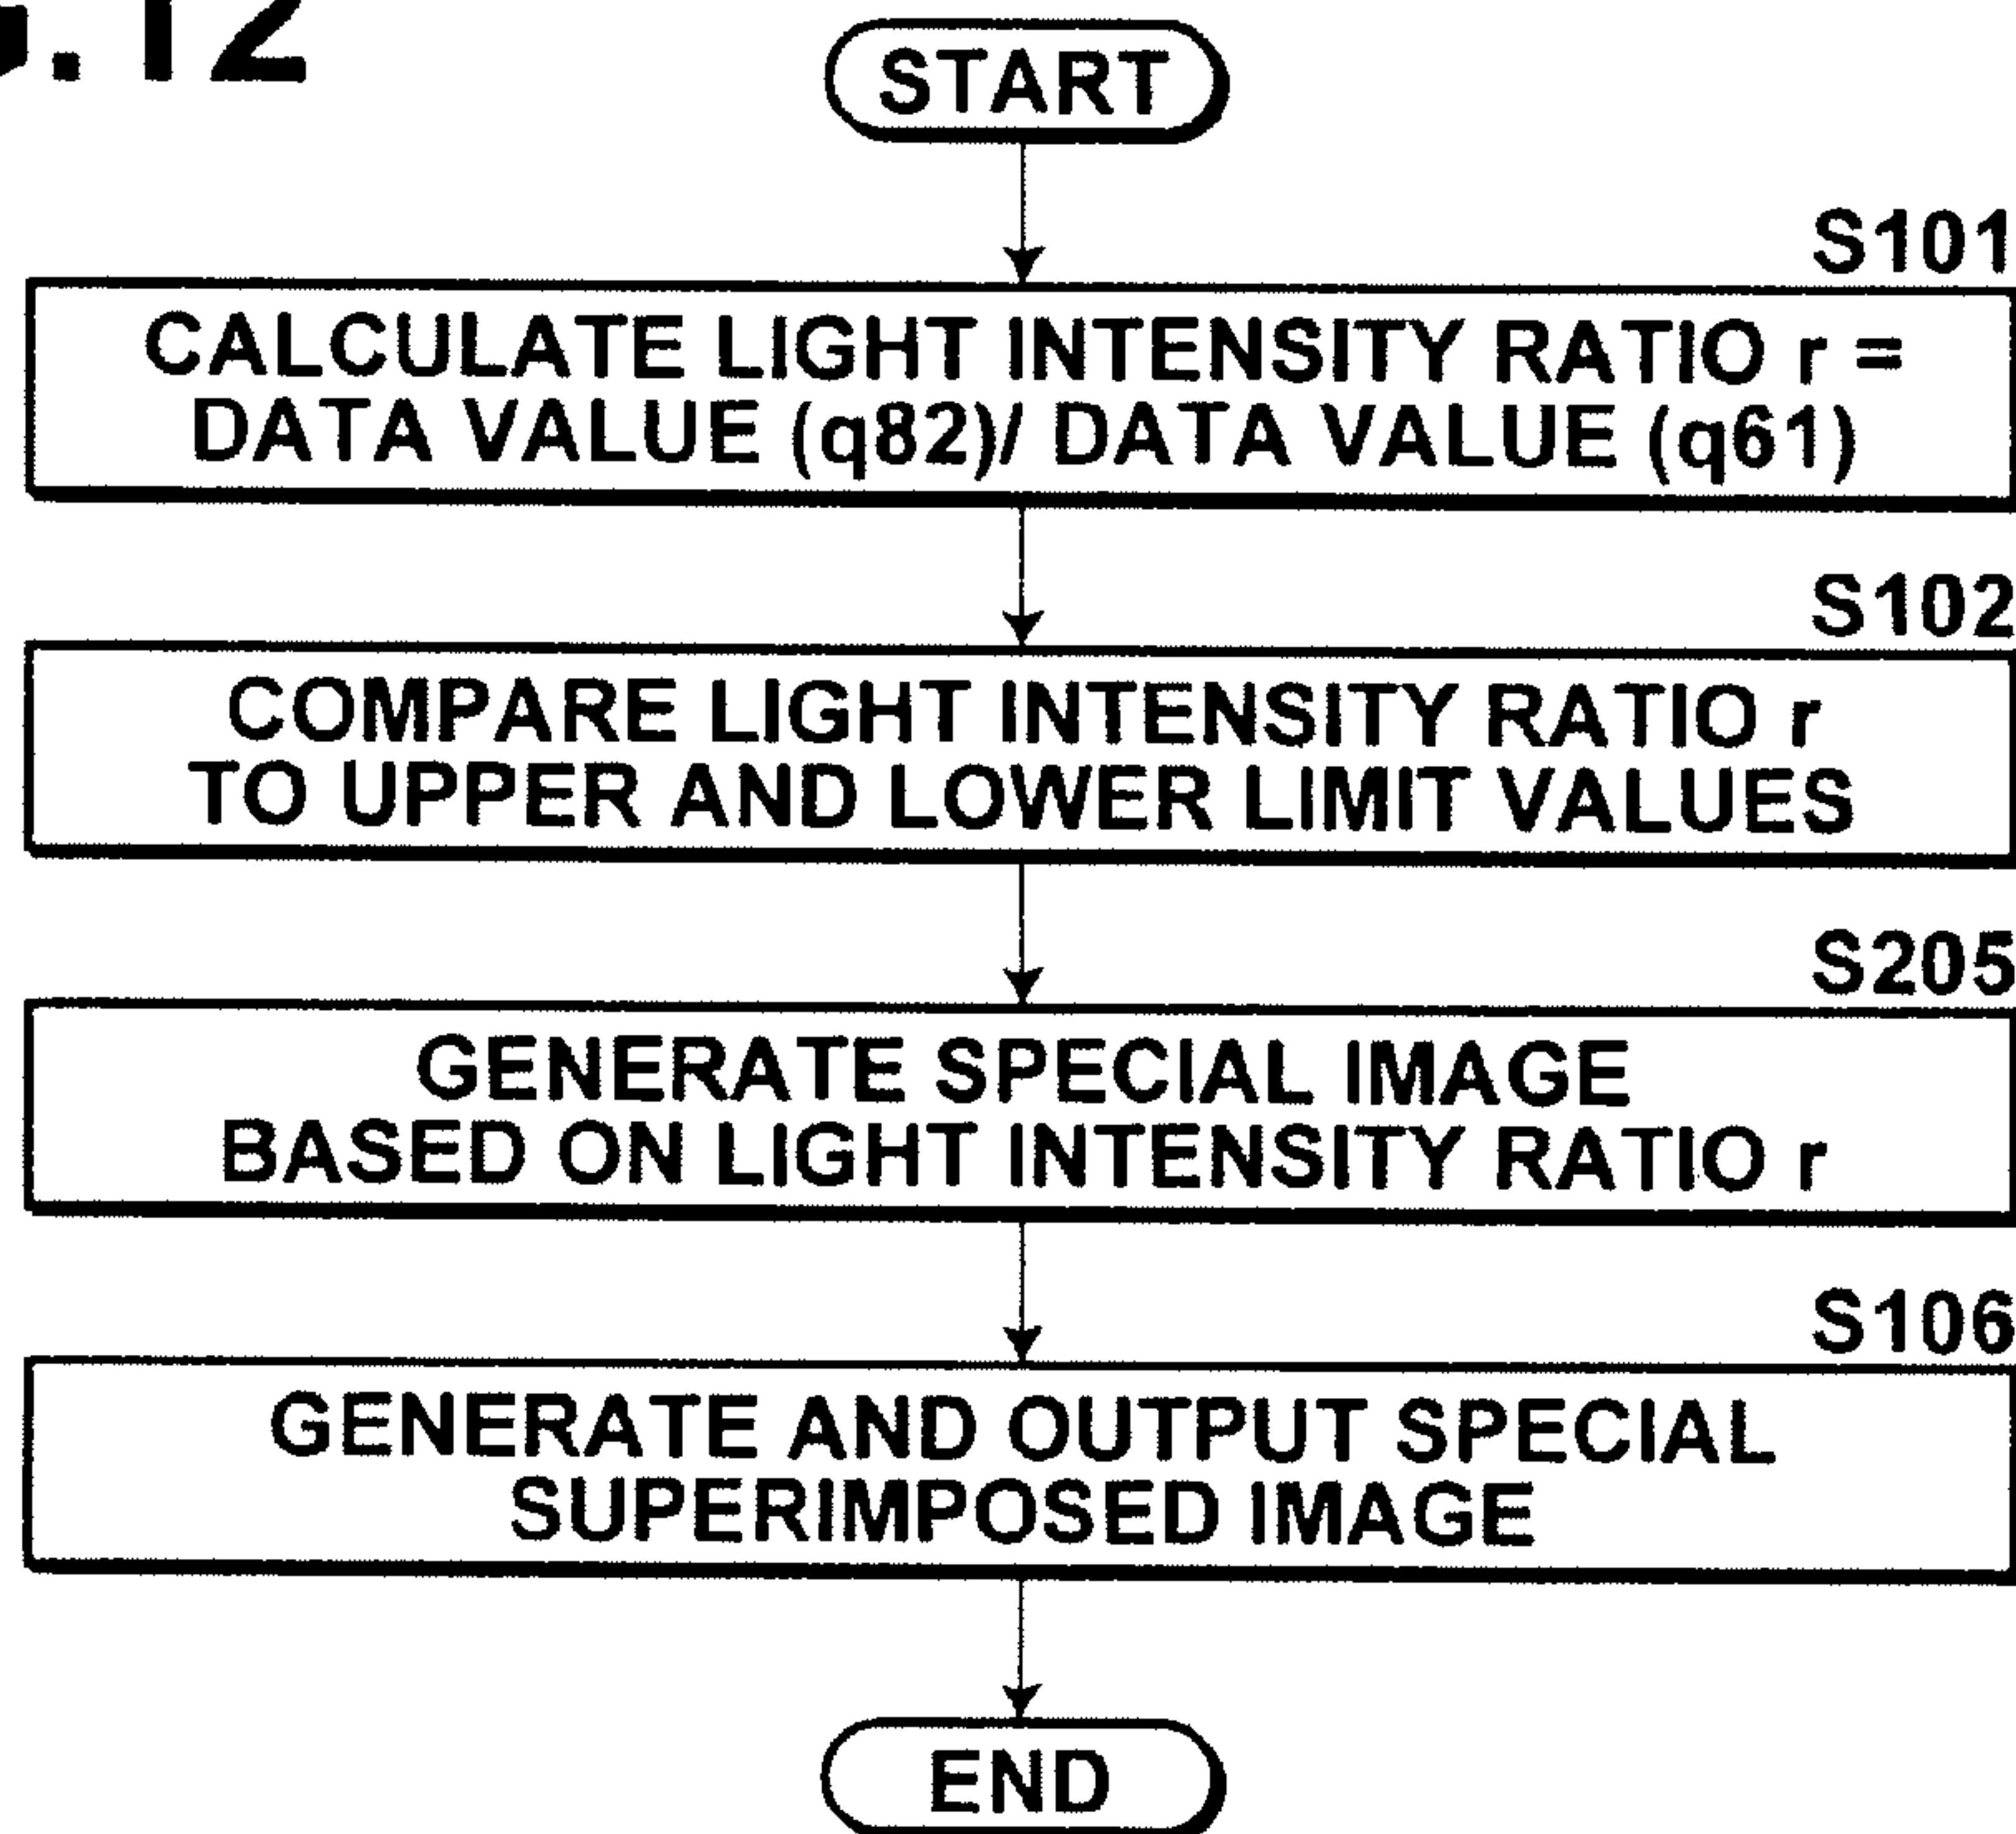 .12
START
S101
CALCULATE LIGHT INTENSITY RATIO r =
DATA VALUE (q82)/ DATA VALUE (q61)
S102
COMPARE LIGHT INTENSITY RATIO r
TO UPPER AND LOWER LIMIT VALUES
S205
GENERATE SPECIAL IMAGE
BASED ON LIGHT INTENSITY RATIO r
S106
GENERATE AND OUTPUT SPECIAL
SUPERIMPOSED IMAGE
END